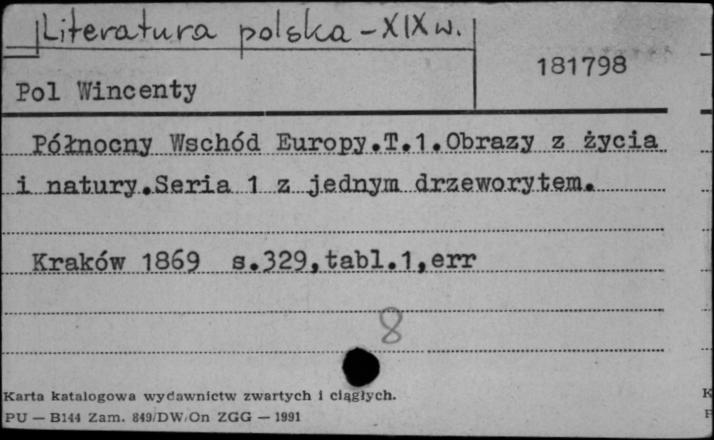 Literatura polska – XIX w.
181798
Pol Wincenty
Północny Wschód Europy.T.1.Obrazy z życia
i natury.Seria 1 z jednym drzeworytem.
Kraków 1869 s.329,tabl.1,err
8
Karta katalogowa wydawnictw zwartych i ciągłych.
PU — B144 Zam. 849/DW/On ZGG — 1991